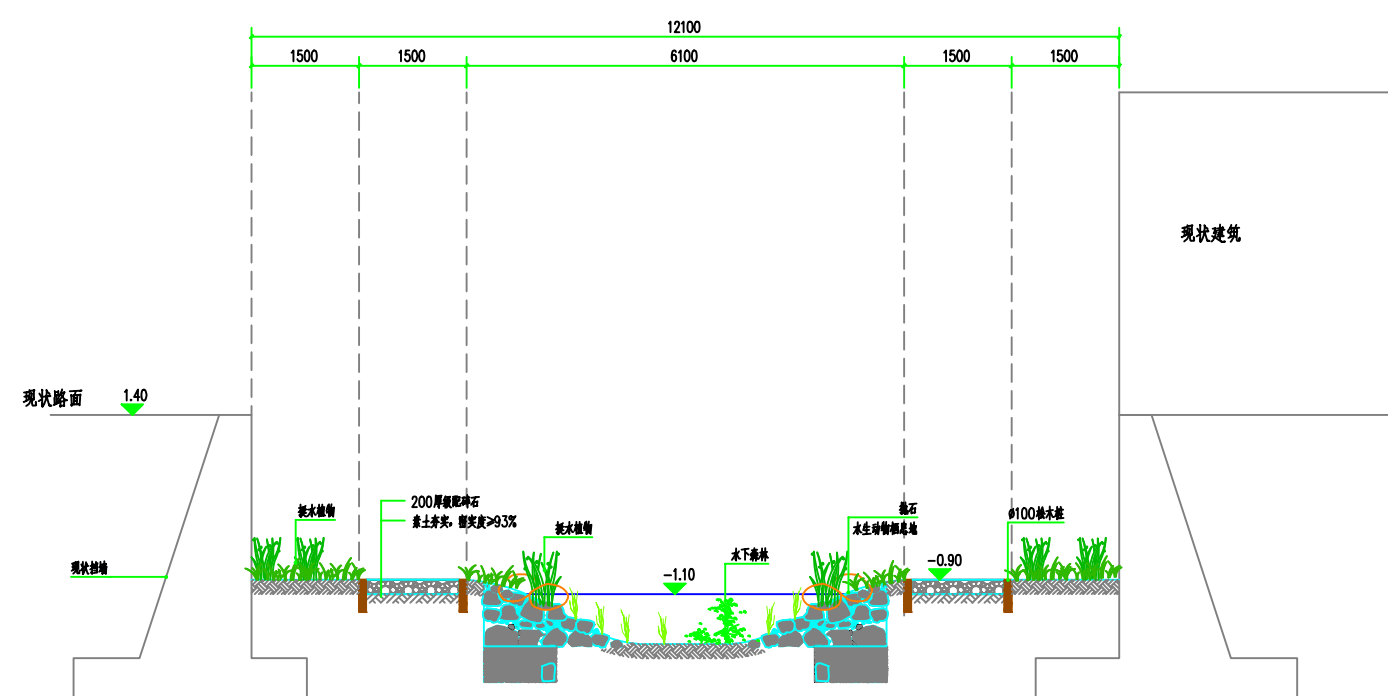 12100
1500
1500
6100
1500
1500
现状建筑
现状路面
1.40
200厚级配碎石
素土夯实，密实度≥93%
挺水植物
挺水植物
抛石
水生动物栖息地
ø100松木桩
水下森林
-0.90
-1.10
现状挡墙